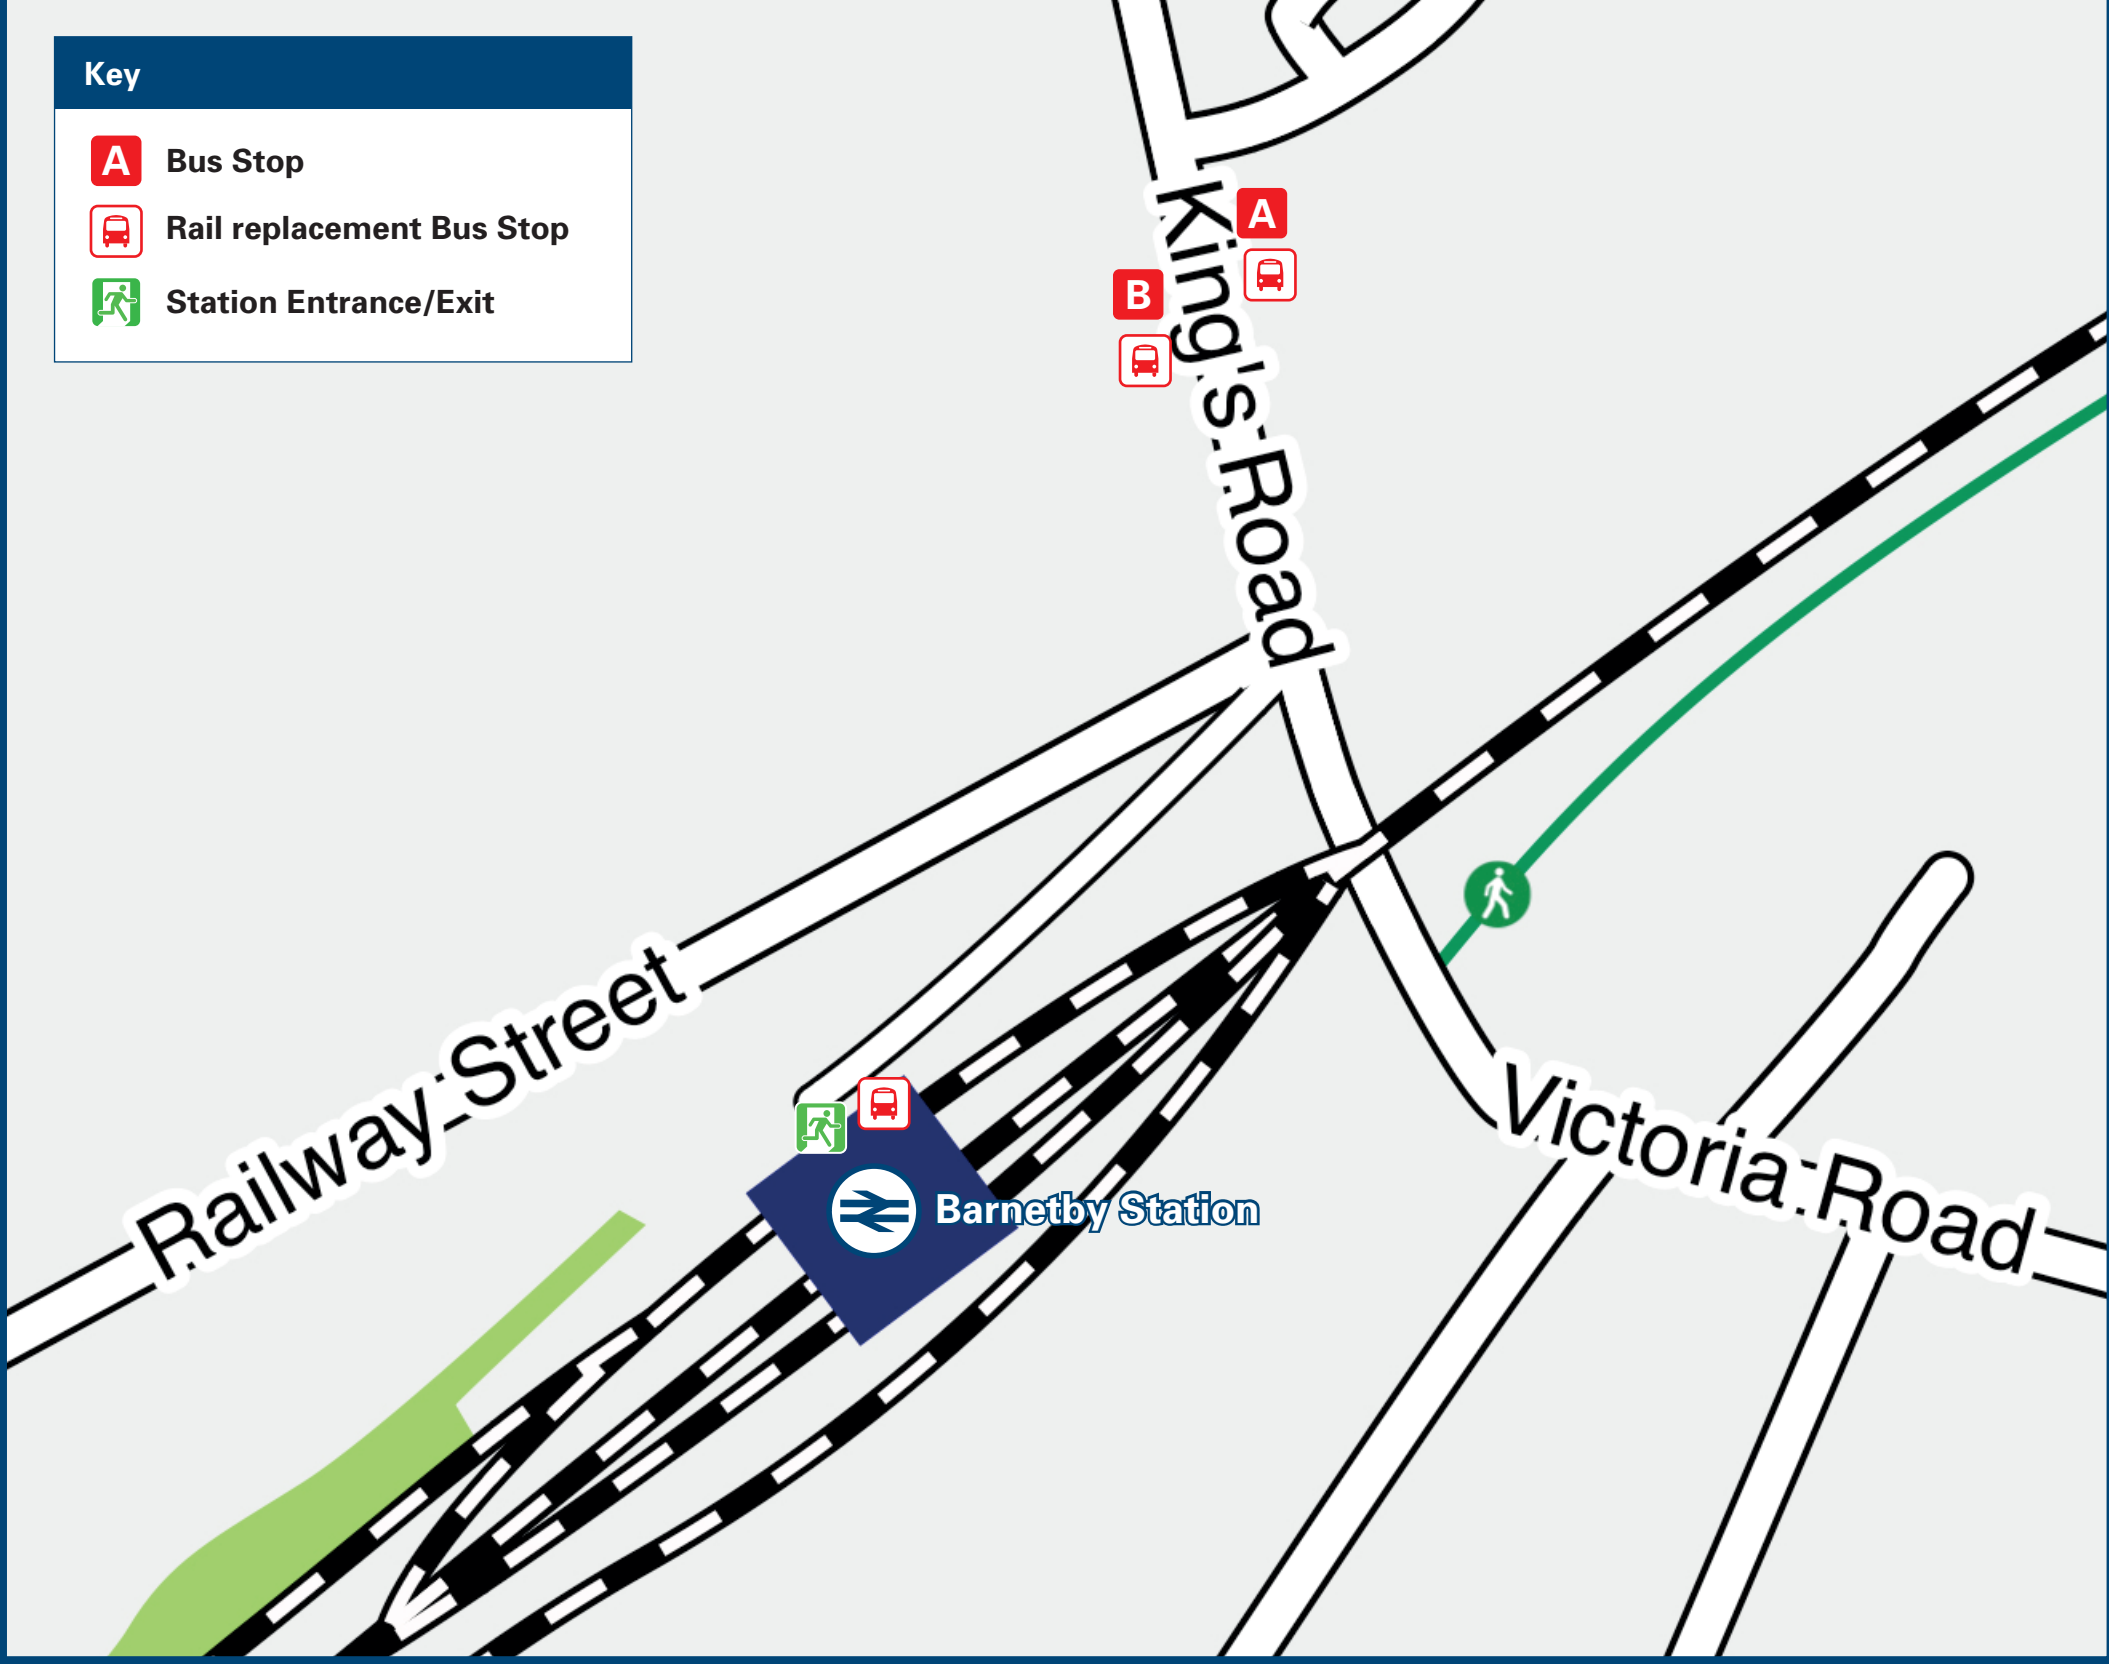 Key
A Bus Stop
Rail replacement Bus Stop
Station Entrance/Exit
A
B
King's Road
Railway Street
Victoria Road
Barnetby Station